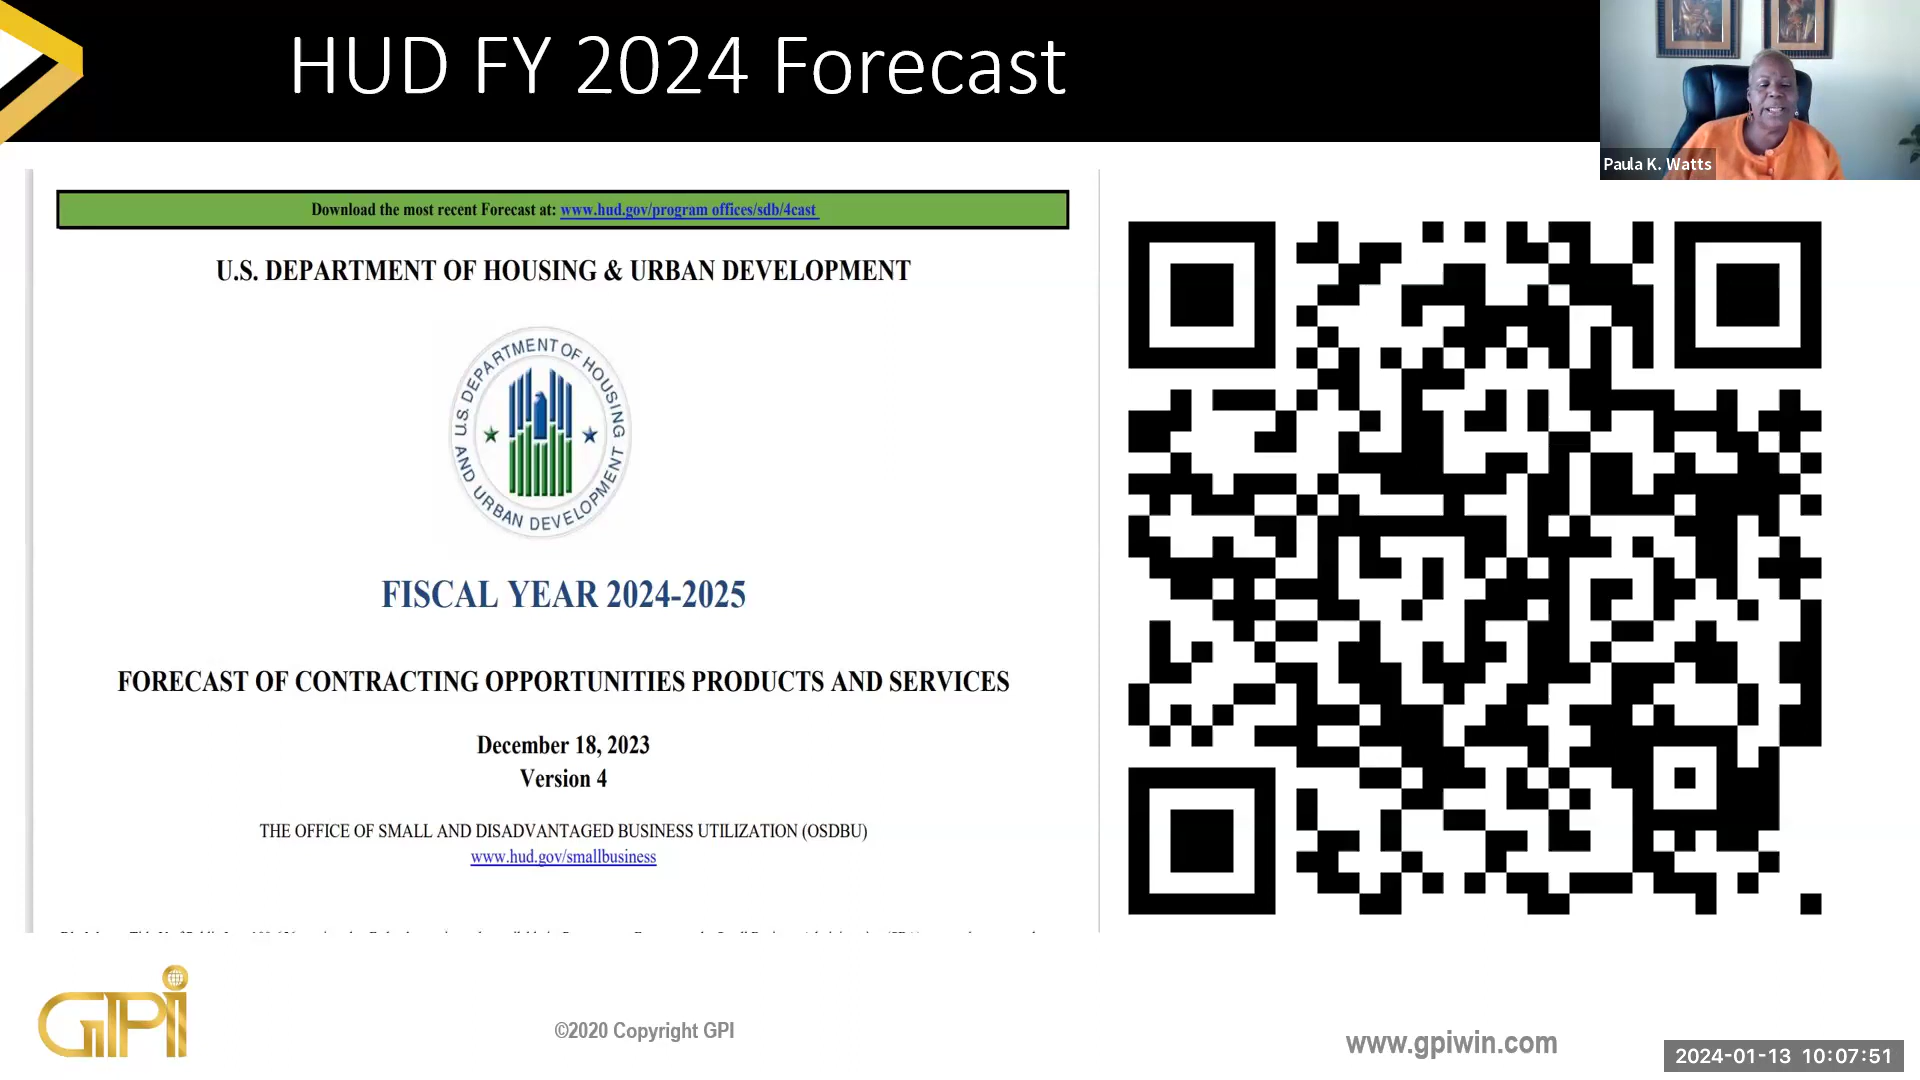 HUD FY 2024 Forecast
Paula K. Watts
Download the most recent Forecast at: www.hud.gov/program offices/sdb/4cast
U.S. DEPARTMENT OF HOUSING & URBAN DEVELOPMENT
U.S. DEPARTMENT OF HOUSING
AND URBAN DEVELOPMENT
FISCAL YEAR 2024-2025
FORECAST OF CONTRACTING OPPORTUNITIES PRODUCTS AND SERVICES
December 18, 2023
Version 4
THE OFFICE OF SMALL AND DISADVANTAGED BUSINESS UTILIZATION (OSDBU)
www.hud.gov/smallbusiness
GPi
©2020 Copyright GPI
www.gpiwin.com
2024-01-13 10:07:51